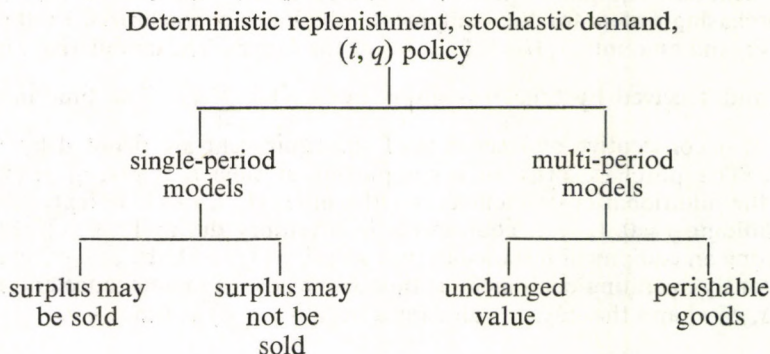 Deterministic replenishment, stochastic demand,
(t, q) policy
single-period
models
multi-period
models
surplus may
be sold
surplus may
not be
sold
unchanged
value
perishable
goods